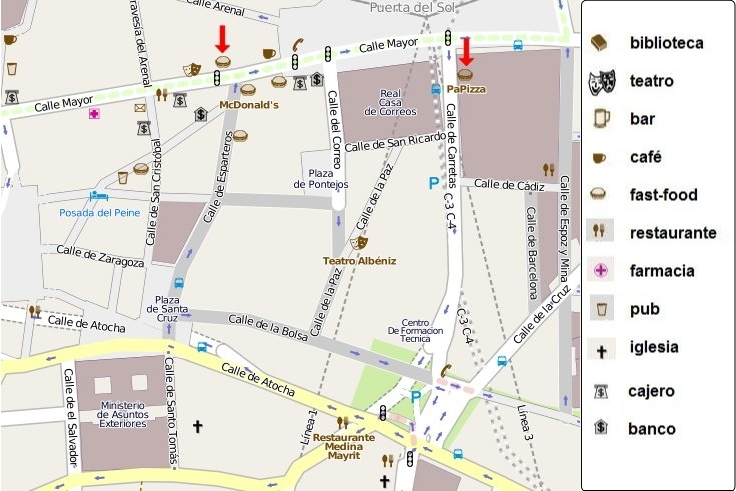 Calle Arenal
Puerta del Sol
Travesía del Arenal
Calle Mayor
PaPizza
McDonald's
Calle Mayor
Real
Casa
de Correos
Calle del Correo
Calle de San Ricardo
Calle de Carretas
Calle de San Cristóbal
Calle de Esparteros
Plaza
de Pontejos
Calle de la Paz
P
Calle de Cádiz
C-3 C-4
Calle de Espoz y Mina
Posada del Peine
Calle de Barcelona
Calle de Zaragoza
Teatro Albéniz
Calle de la Paz
Plaza
de Santa
Cruz
Calle de la Cruz
C-3 C-4
Calle de Atocha
Calle de la Bolsa
Centro
De Formacion
Tecnica
Calle de Atocha
Calle de el Salvador
Calle de Santo Tomás
P
Ministerio
de Asuntos
Exteriores
Línea 1
Línea 3
Restaurante
Medina
Mayrit
biblioteca
teatro
bar
café
fast-food
restaurante
farmacia
pub
iglesia
cajero
banco